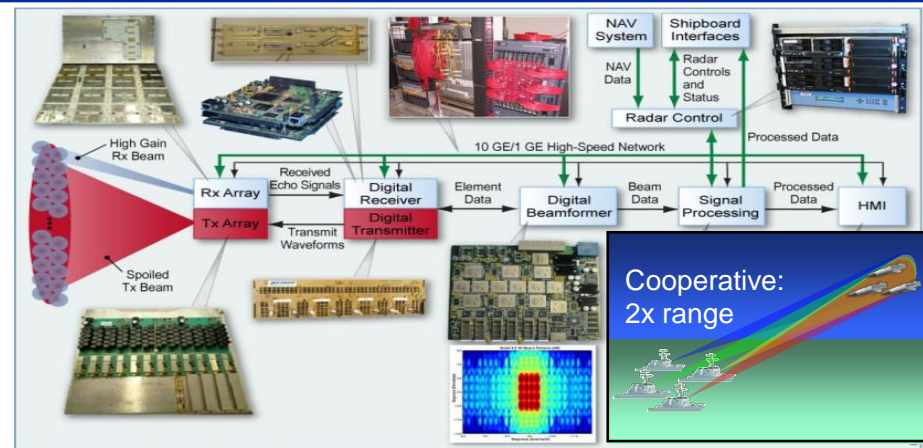 NAV
System
Shipboard
Interfaces
NAV
Data
Radar
Controls
and
Status
Radar Control
Processed Data
High Gain
Rx Beam
10 GE/1 GE High-Speed Network
Rx Array
Received
Echo Signals
Digital
Receiver
Element
Data
Digital
Beamformer
Beam
Data
Signal
Processing
Processed
Data
HMI
Tx Array
Transmit
Waveforms
Digital
Transmitter
Spoiled
Tx Beam
Cooperative:
2x range